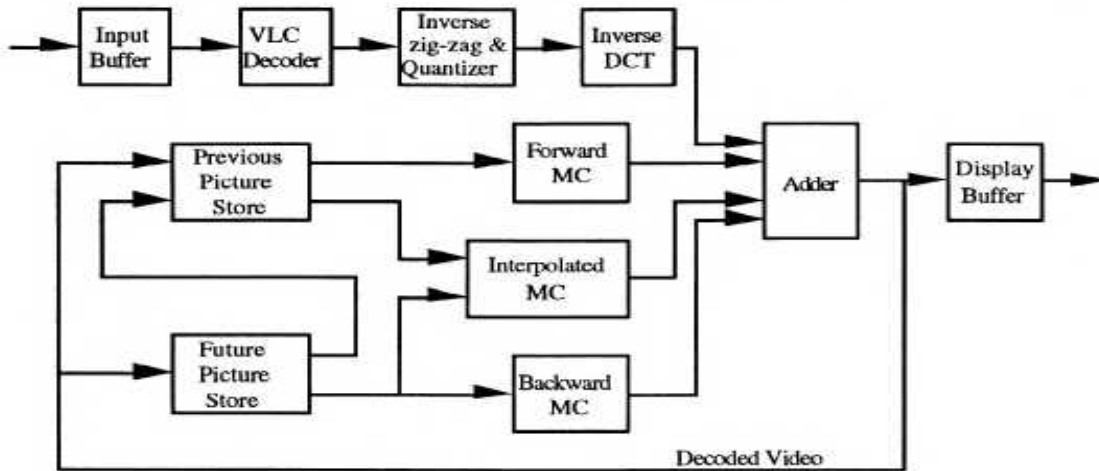 Input
Buffer
VLC
Decoder
Inverse
zig-zag &
Quantizer
Inverse
DCT
Previous
Picture
Store
Forward
MC
Adder
Display
Buffer
Interpolated
MC
Future
Picture
Store
Backward
MC
Decoded Video